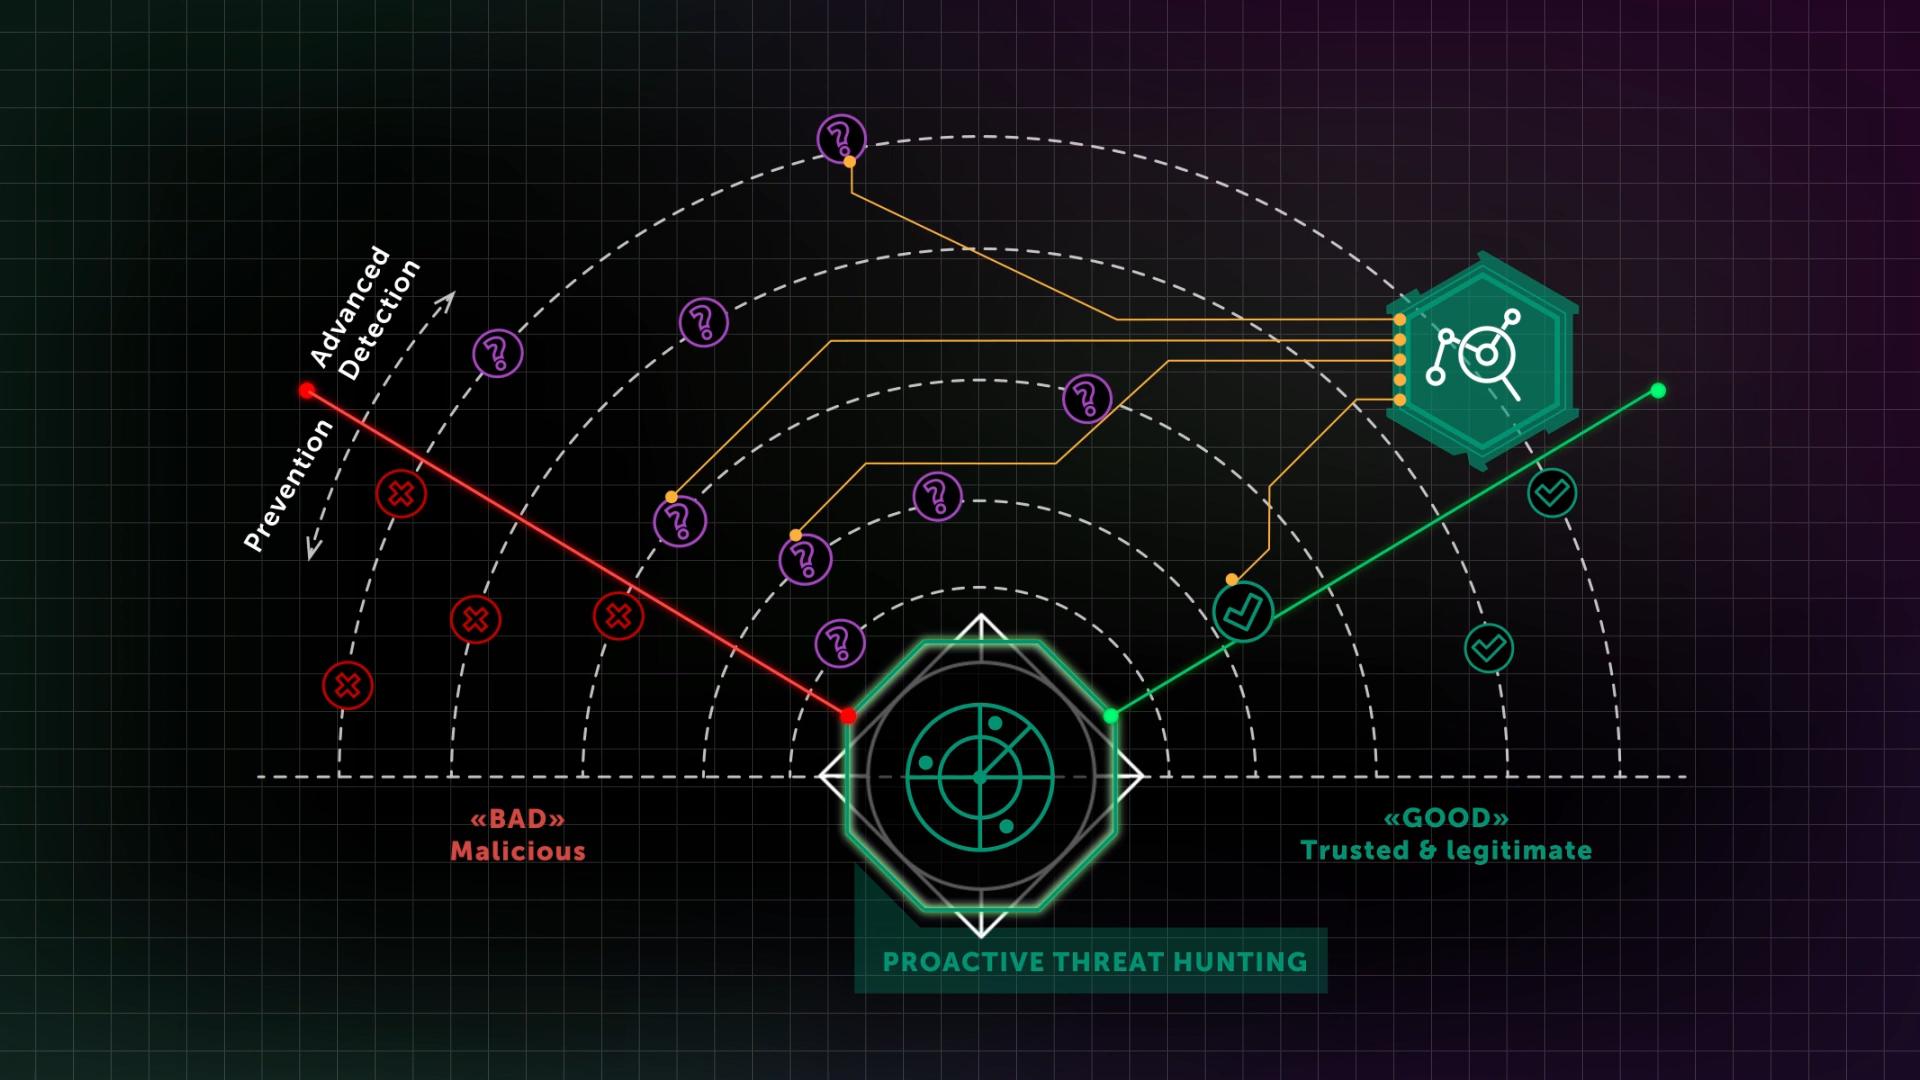 Advanced
Detection
Prevention
«BAD»
Malicious
«GOOD»
Trusted & legitimate
PROACTIVE THREAT HUNTING